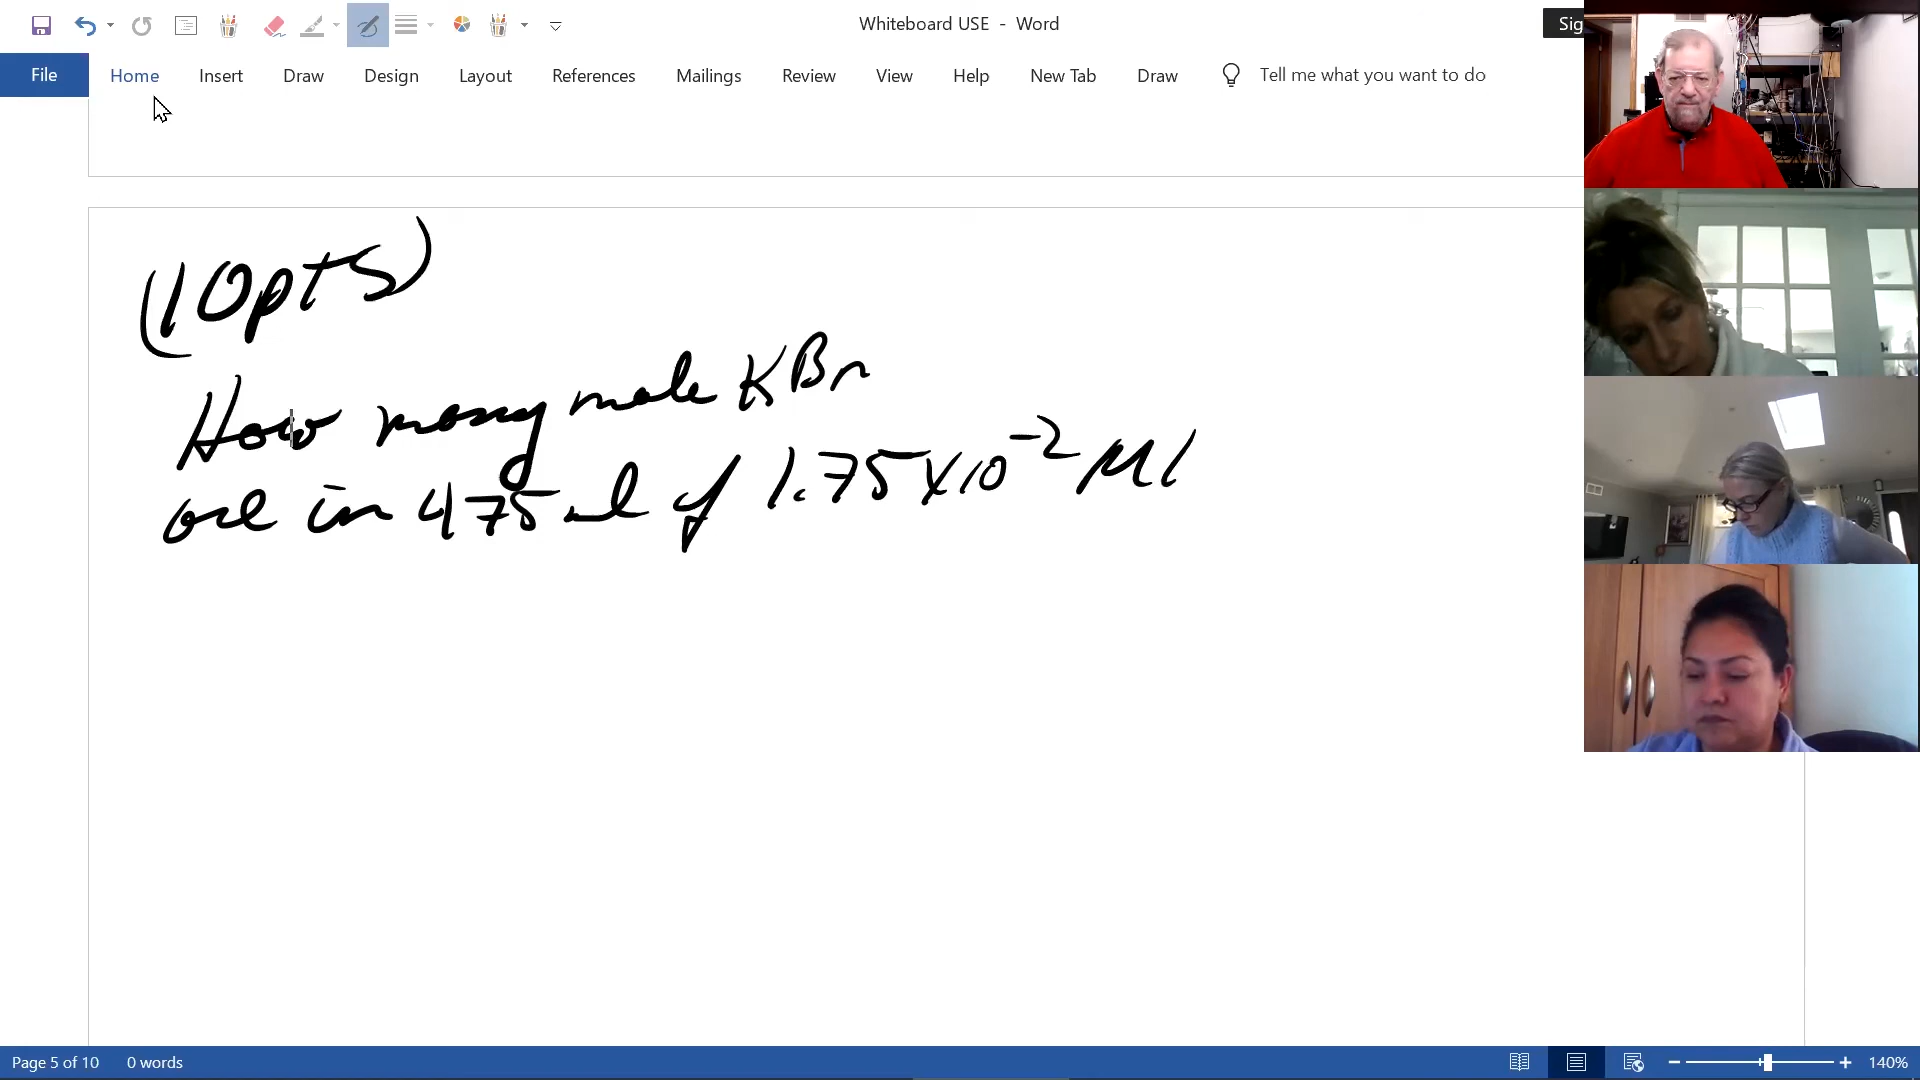 Whiteboard USE - Word
Sig
File Home Insert Draw Design Layout References Mailings Review View Help New Tab Draw Tell me what you want to do
(10pts)
How many mole KBr
are in 475 ml of 1.75X10⁻²
Page 5 of 10 0 words
140%